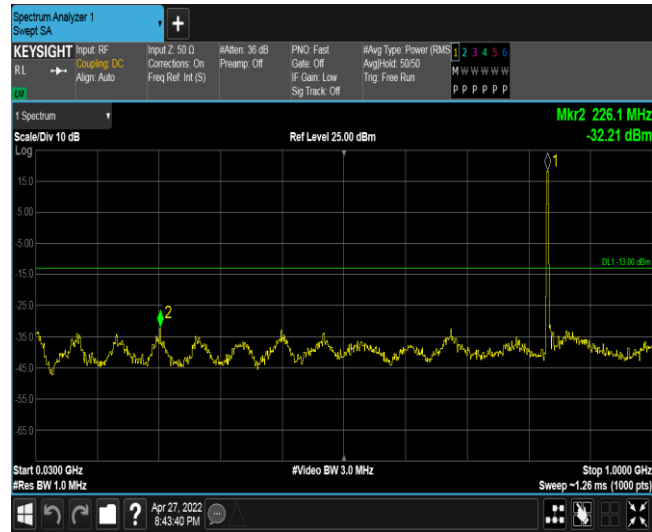 Spectrum Analyzer 1
Swept SA
+
KEYSIGHT
RL
LXI
Input: RF
Coupling: DC
Align: Auto
Input Z: 50 Ω
Corrections: On
Freq Ref: Int (S)
#Atten: 36 dB
Preamp: Off
PNO: Fast
Gate: Off
IF Gain: Low
Sig Track: Off
#Avg Type: Power (RMS
Avg|Hold: 50/50
Trig: Free Run
1 2 3 4 5 6
M W W W W W
P P P P P P
1 Spectrum
Scale/Div 10 dB
Ref Level 25.00 dBm
Mkr2 226.1 MHz
-32.21 dBm
Log
1
15.0
5.00
-5.00
DL1 -13.00 dBm
-15.0
-25.0
2
-35.0
-45.0
-55.0
-65.0
Start 0.0300 GHz
#Video BW 3.0 MHz
Stop 1.0000 GHz
#Res BW 1.0 MHz
Sweep ~1.26 ms (1000 pts)
?
Apr 27, 2022
8:43:40 PM